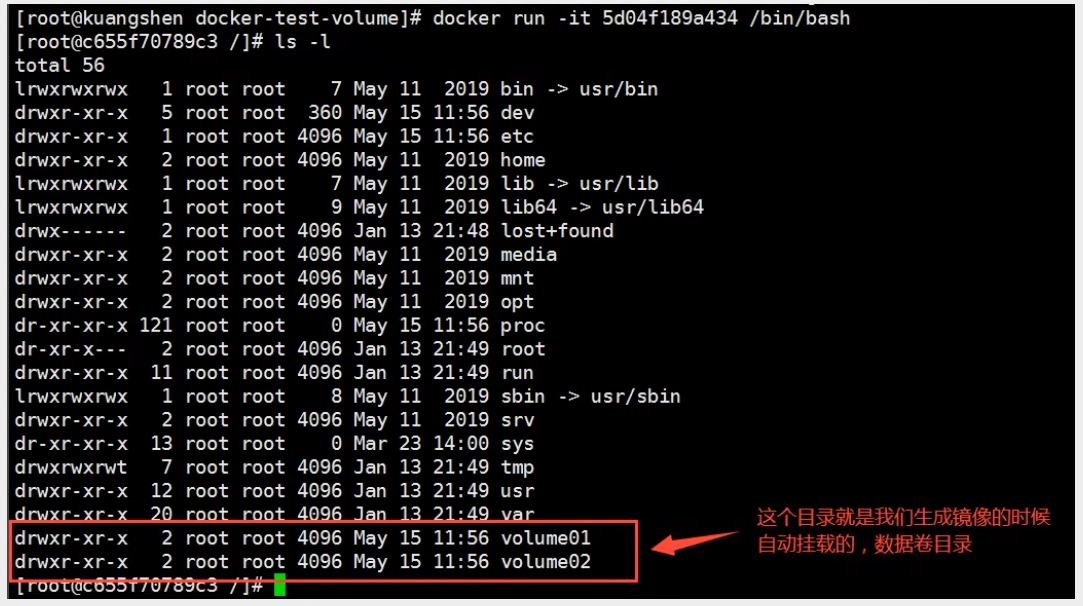 [root@kuangshen docker-test-volume]# docker run -it 5d04f189a434 /bin/bash
[root@c655f70789c3 /]# ls -l
total 56
lrwxrwxrwx   1 root root    7 May 11  2019 bin -> usr/bin
drwxr-xr-x   5 root root  360 May 15 11:56 dev
drwxr-xr-x   1 root root 4096 May 15 11:56 etc
drwxr-xr-x   2 root root 4096 May 11  2019 home
lrwxrwxrwx   1 root root    7 May 11  2019 lib -> usr/lib
lrwxrwxrwx   1 root root    9 May 11  2019 lib64 -> usr/lib64
drwx------   2 root root 4096 Jan 13 21:48 lost+found
drwxr-xr-x   2 root root 4096 May 11  2019 media
drwxr-xr-x   2 root root 4096 May 11  2019 mnt
drwxr-xr-x   2 root root 4096 May 11  2019 opt
dr-xr-xr-x 121 root root    0 May 15 11:56 proc
dr-xr-x---   2 root root 4096 Jan 13 21:49 root
drwxr-xr-x  11 root root 4096 Jan 13 21:49 run
lrwxrwxrwx   1 root root    8 May 11  2019 sbin -> usr/sbin
drwxr-xr-x   2 root root 4096 May 11  2019 srv
dr-xr-xr-x  13 root root    0 Mar 23 14:00 sys
drwxrwxrwt   7 root root 4096 Jan 13 21:49 tmp
drwxr-xr-x  12 root root 4096 Jan 13 21:49 usr
drwxr-xr-x  20 root root 4096 Jan 13 21:49 var
drwxr-xr-x   2 root root 4096 May 15 11:56 volume01
drwxr-xr-x   2 root root 4096 May 15 11:56 volume02
[root@c655f70789c3 /]#
这个目录就是我们生成镜像的时候
自动挂载的，数据卷目录